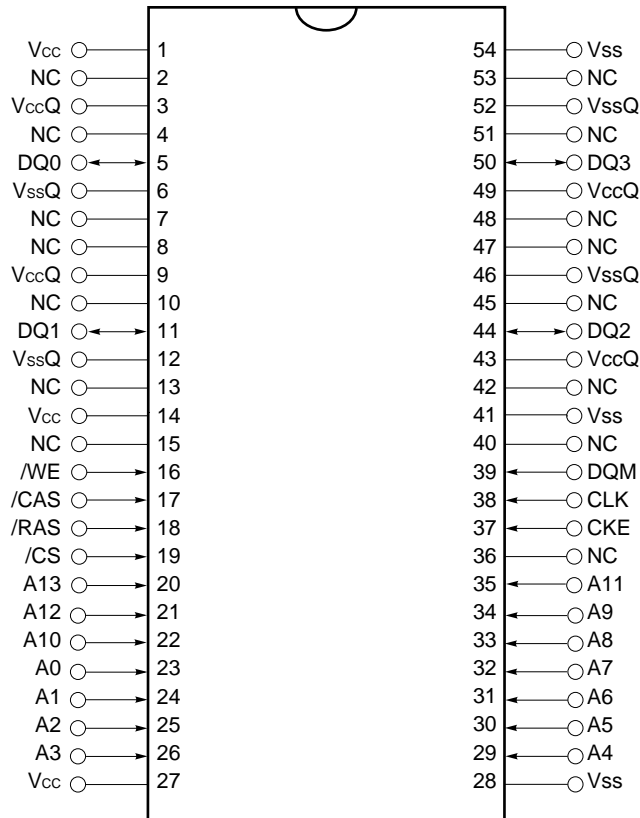 Vcc 1 54 Vss
NC 2 53 NC
VccQ 3 52 VssQ
NC 4 51 NC
DQ0 5 50 DQ3
VssQ 6 49 VccQ
NC 7 48 NC
NC 8 47 NC
VccQ 9 46 VssQ
NC 10 45 NC
DQ1 11 44 DQ2
VssQ 12 43 VccQ
NC 13 42 NC
Vcc 14 41 Vss
NC 15 40 NC
/WE 16 39 DQM
/CAS 17 38 CLK
/RAS 18 37 CKE
/CS 19 36 NC
A13 20 35 A11
A12 21 34 A9
A10 22 33 A8
A0 23 32 A7
A1 24 31 A6
A2 25 30 A5
A3 26 29 A4
Vcc 27 28 Vss